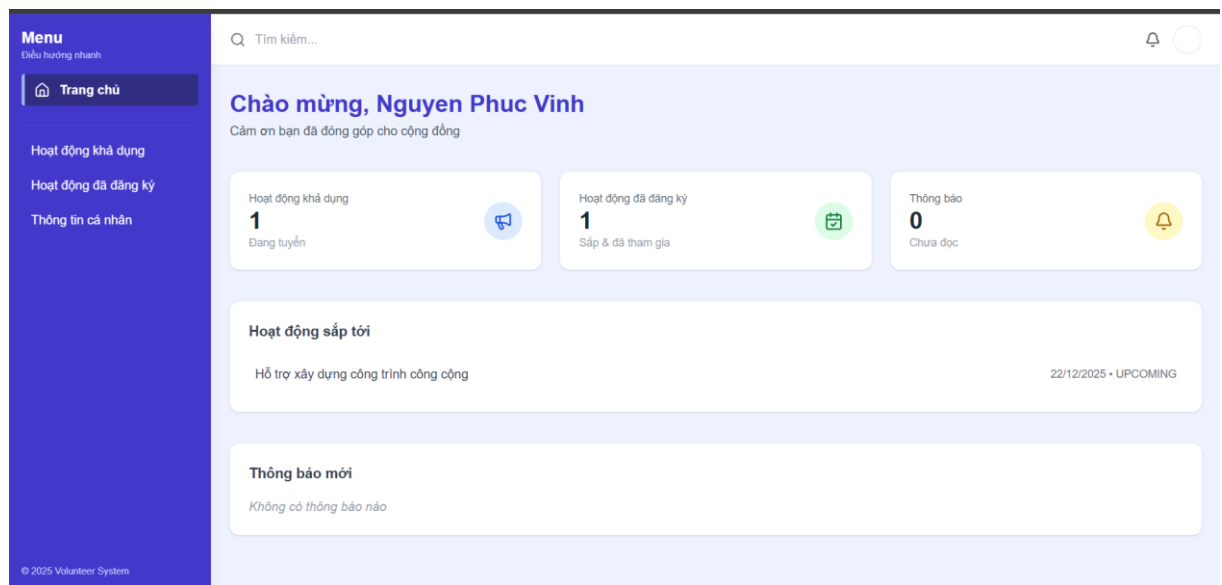 Menu
Điều hướng nhanh
Trang chủ
Hoạt động khả dụng
Hoạt động đã đăng ký
Thông tin cá nhân
© 2025 Volunteer System
Tìm kiếm...
Chào mừng, Nguyen Phuc Vinh
Cảm ơn bạn đã đóng góp cho cộng đồng
Hoạt động khả dụng
1
Đang tuyển
Hoạt động đã đăng ký
1
Sắp & đã tham gia
Thông báo
0
Chưa đọc
Hoạt động sắp tới
Hỗ trợ xây dựng công trình công cộng
22/12/2025 • UPCOMING
Thông báo mới
Không có thông báo nào